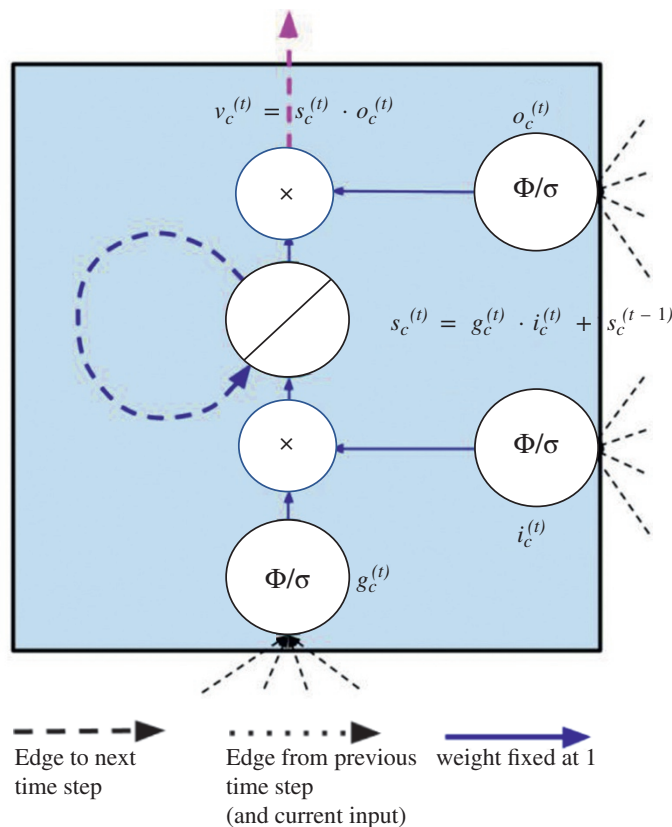 v_c^(t) = s_c^(t) · o_c^(t)
o_c^(t)
×
Φ/σ
s_c^(t) = g_c^(t) · i_c^(t) + s_c^(t − 1)
×
Φ/σ
i_c^(t)
Φ/σ
g_c^(t)
Edge to next
time step
Edge from previous
time step
(and current input)
weight fixed at 1